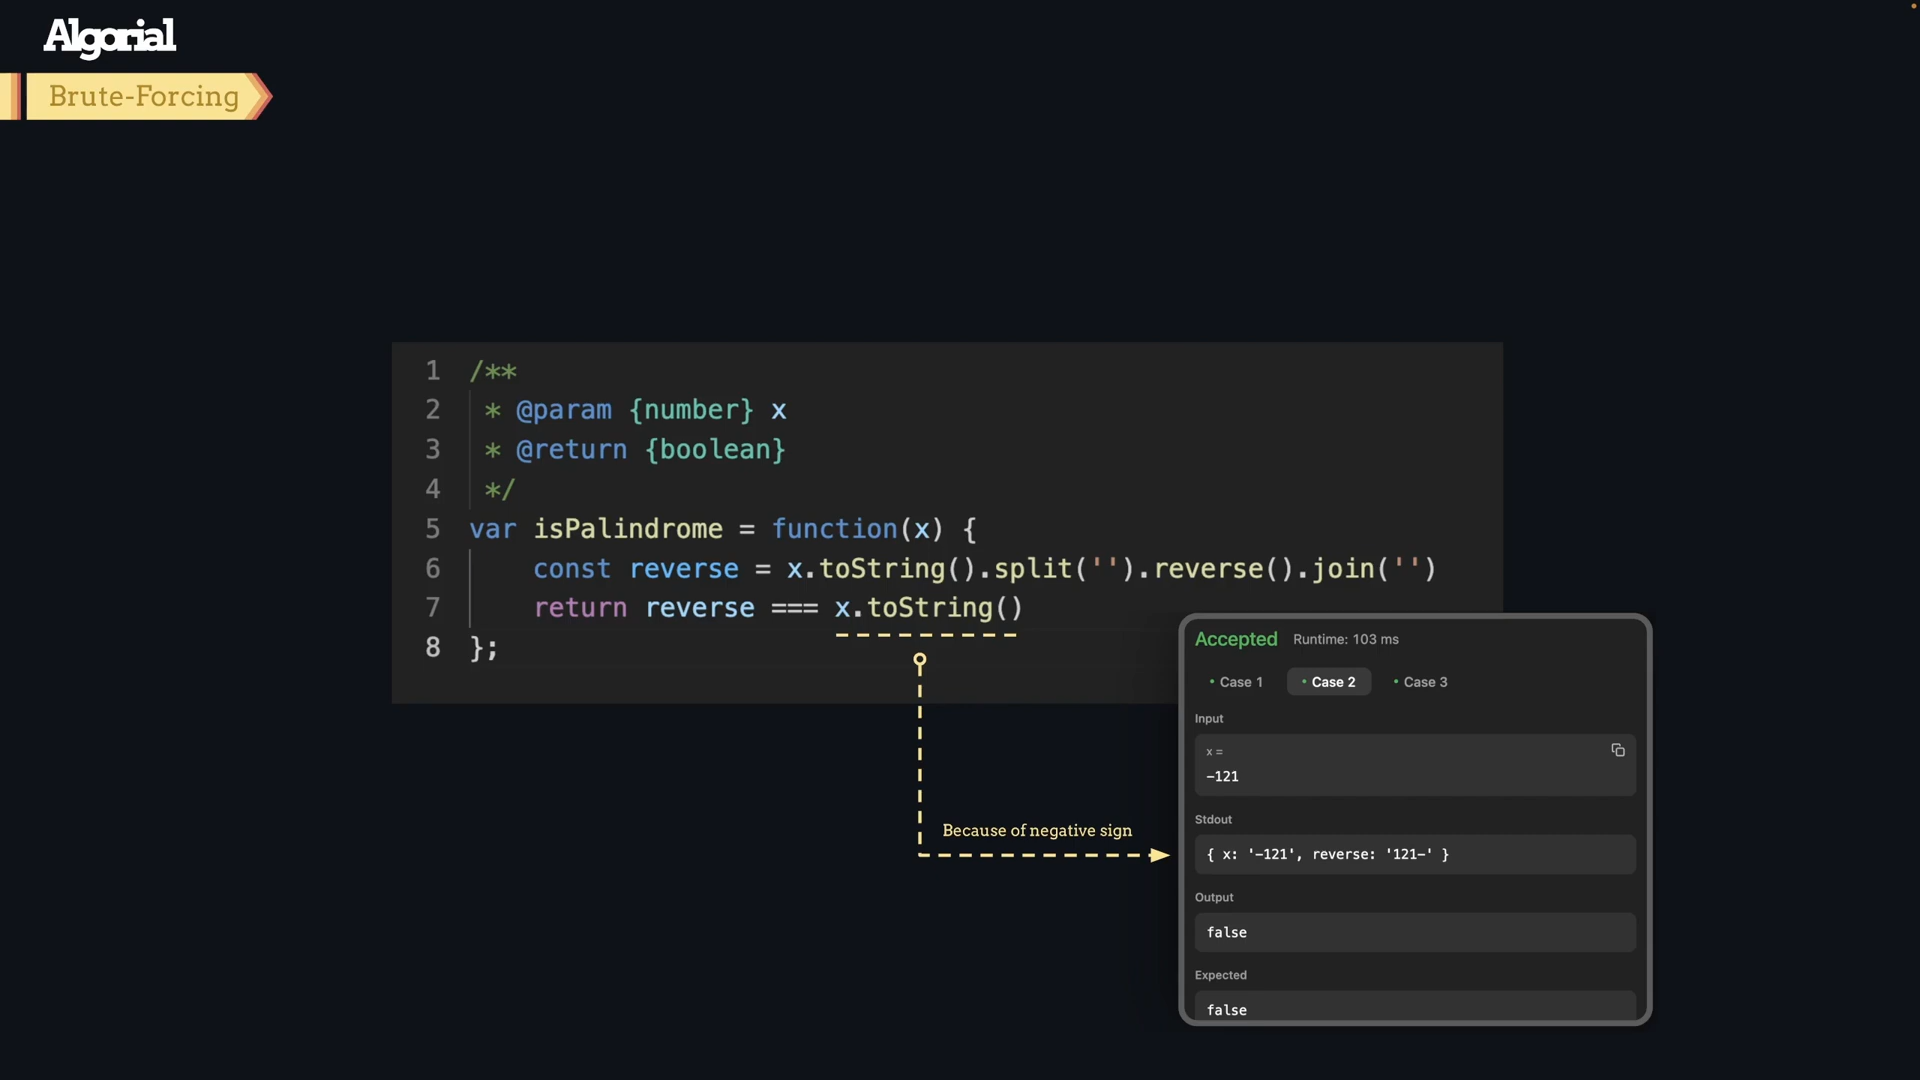 Algorial
Brute-Forcing
1 /**
2 * @param {number} x
3 * @return {boolean}
4 */
5 var isPalindrome = function(x) {
6 const reverse = x.toString().split('').reverse().join('')
7 return reverse === x.toString()
8 };
Because of negative sign
Accepted Runtime: 103 ms
• Case 1 • Case 2 • Case 3
Input
x =
-121
Stdout
{ x: '-121', reverse: '121-' }
Output
false
Expected
false